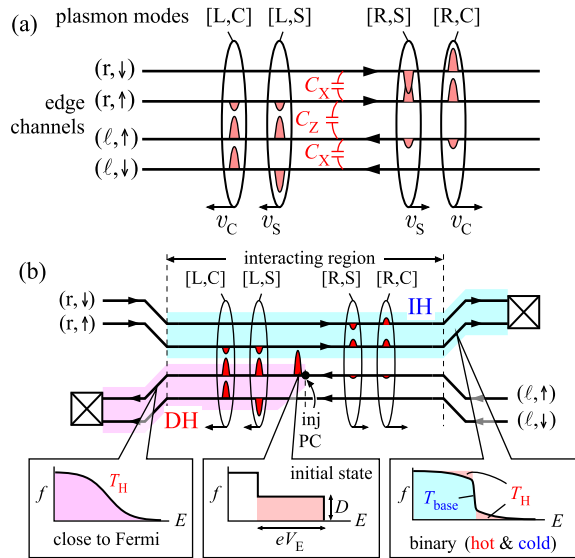 (a)
plasmon modes
[L,C]
[L,S]
[R,S]
[R,C]
(r,↓)
(r,↑)
edge
channels
(ℓ,↑)
(ℓ,↓)
C_X
C_Z
C_X
v_C
v_S
v_S
v_C
(b)
interacting region
[L,C]
[L,S]
[R,S]
[R,C]
(r,↓)
(r,↑)
IH
DH
inj
PC
(ℓ,↑)
(ℓ,↓)
f
T_H
E
close to Fermi
initial state
f
D
E
eV_E
f
T_base
T_H
E
binary (hot & cold)